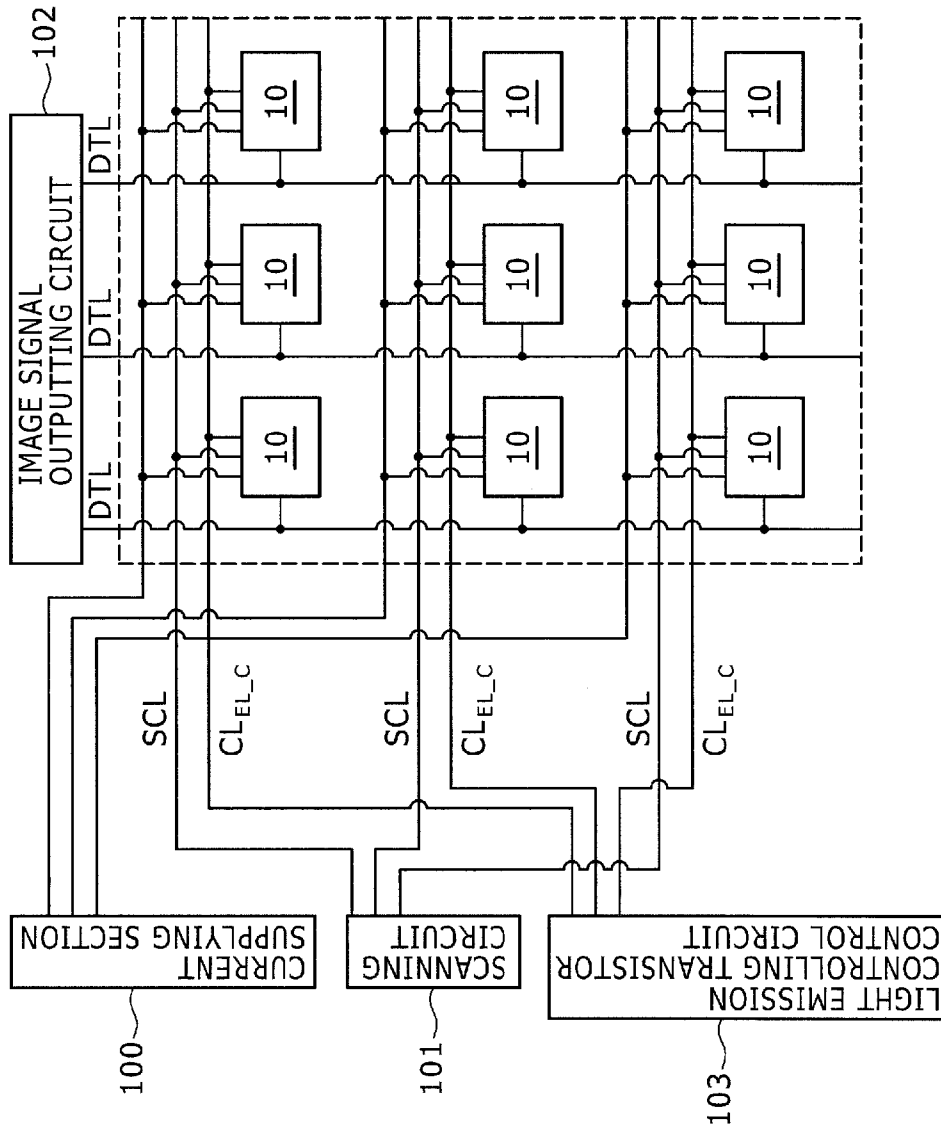 102
IMAGE SIGNAL
OUTPUTTING CIRCUIT
DTL
DTL
DTL
10
10
10
10
10
10
10
10
10
SCL
CL_EL_C
SCL
CL_EL_C
SCL
CL_EL_C
CURRENT
SUPPLYING SECTION
100
SCANNING
CIRCUIT
101
LIGHT EMISSION
CONTROLLING TRANSISTOR
CONTROL CIRCUIT
103